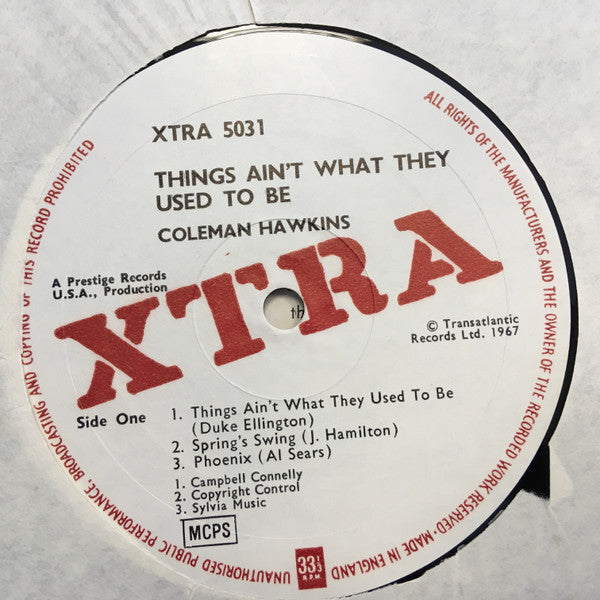 XTRA 5031
THINGS AIN'T WHAT THEY
USED TO BE
COLEMAN HAWKINS
A Prestige Records
U.S.A., Production
XTRA
th
© Transatlantic
Records Ltd. 1967
Side One
1. Things Ain't What They Used To Be
(Duke Ellington)
2. Spring's Swing (J. Hamilton)
3. Phoenix (Al Sears)
1. Campbell Connelly
2. Copyright Control
3. Sylvia Music
MCPS
33⅓
R.P.M.
ALL RIGHTS OF THE MANUFACTURERS AND THE OWNER OF THE RECORDED WORK RESERVED· MADE IN ENGLAND
UNAUTHORISED PUBLIC PERFORMANCE, BROADCASTING AND COPYING OF THIS RECORD PROHIBITED